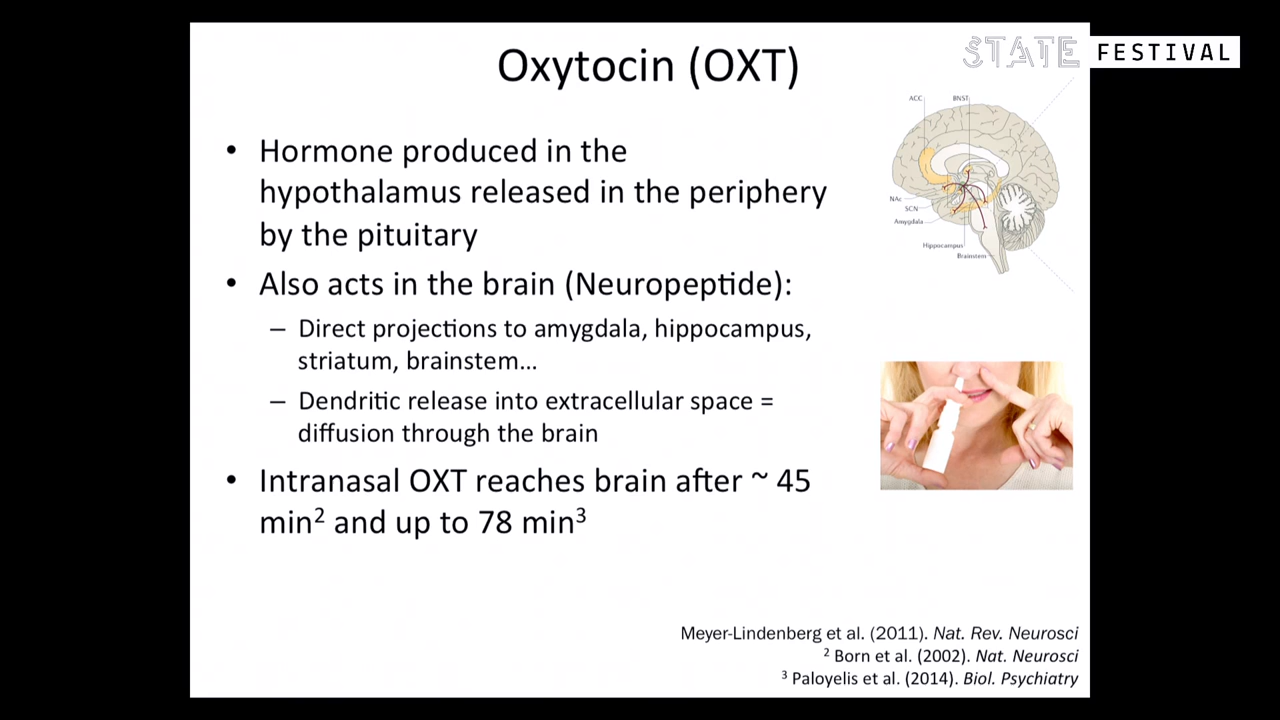 STATE FESTIVAL
Oxytocin (OXT)
• Hormone produced in the
hypothalamus released in the periphery
by the pituitary
• Also acts in the brain (Neuropeptide):
– Direct projections to amygdala, hippocampus,
striatum, brainstem...
– Dendritic release into extracellular space =
diffusion through the brain
• Intranasal OXT reaches brain after ~ 45
min² and up to 78 min³
ACC BNST
NAc
SCN
Amygdala
Hippocampus
Brainstem
Meyer-Lindenberg et al. (2011). Nat. Rev. Neurosci
² Born et al. (2002). Nat. Neurosci
³ Paloyelis et al. (2014). Biol. Psychiatry